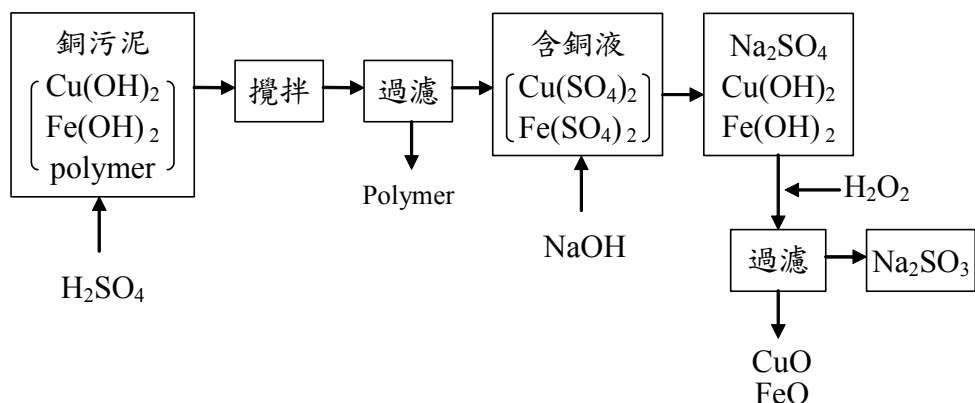 銅污泥
Cu(OH)₂
Fe(OH)₂
polymer
H₂SO₄
攪拌
過濾
Polymer
含銅液
Cu(SO₄)₂
Fe(SO₄)₂
NaOH
Na₂SO₄
Cu(OH)₂
Fe(OH)₂
H₂O₂
過濾
Na₂SO₃
CuO
FeO